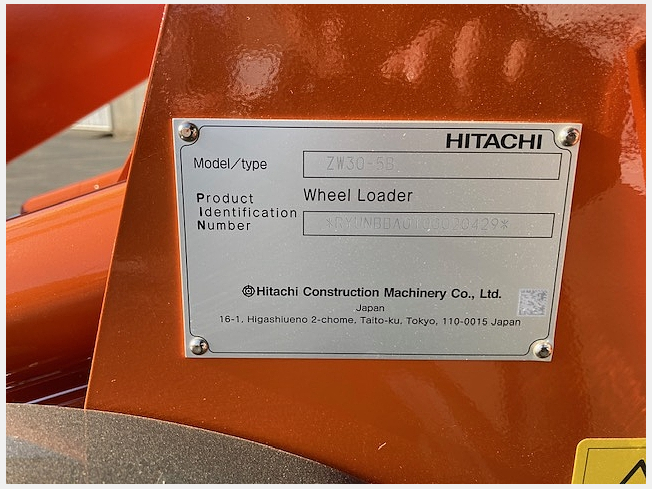 HITACHI
Model/type ZW30-5B
Wheel Loader
Product
Identification
Number
Hitachi Construction Machinery Co., Ltd.
Japan
16-1, Higashiueno 2-chome, Taito-ku, Tokyo, 110-0015 Japan